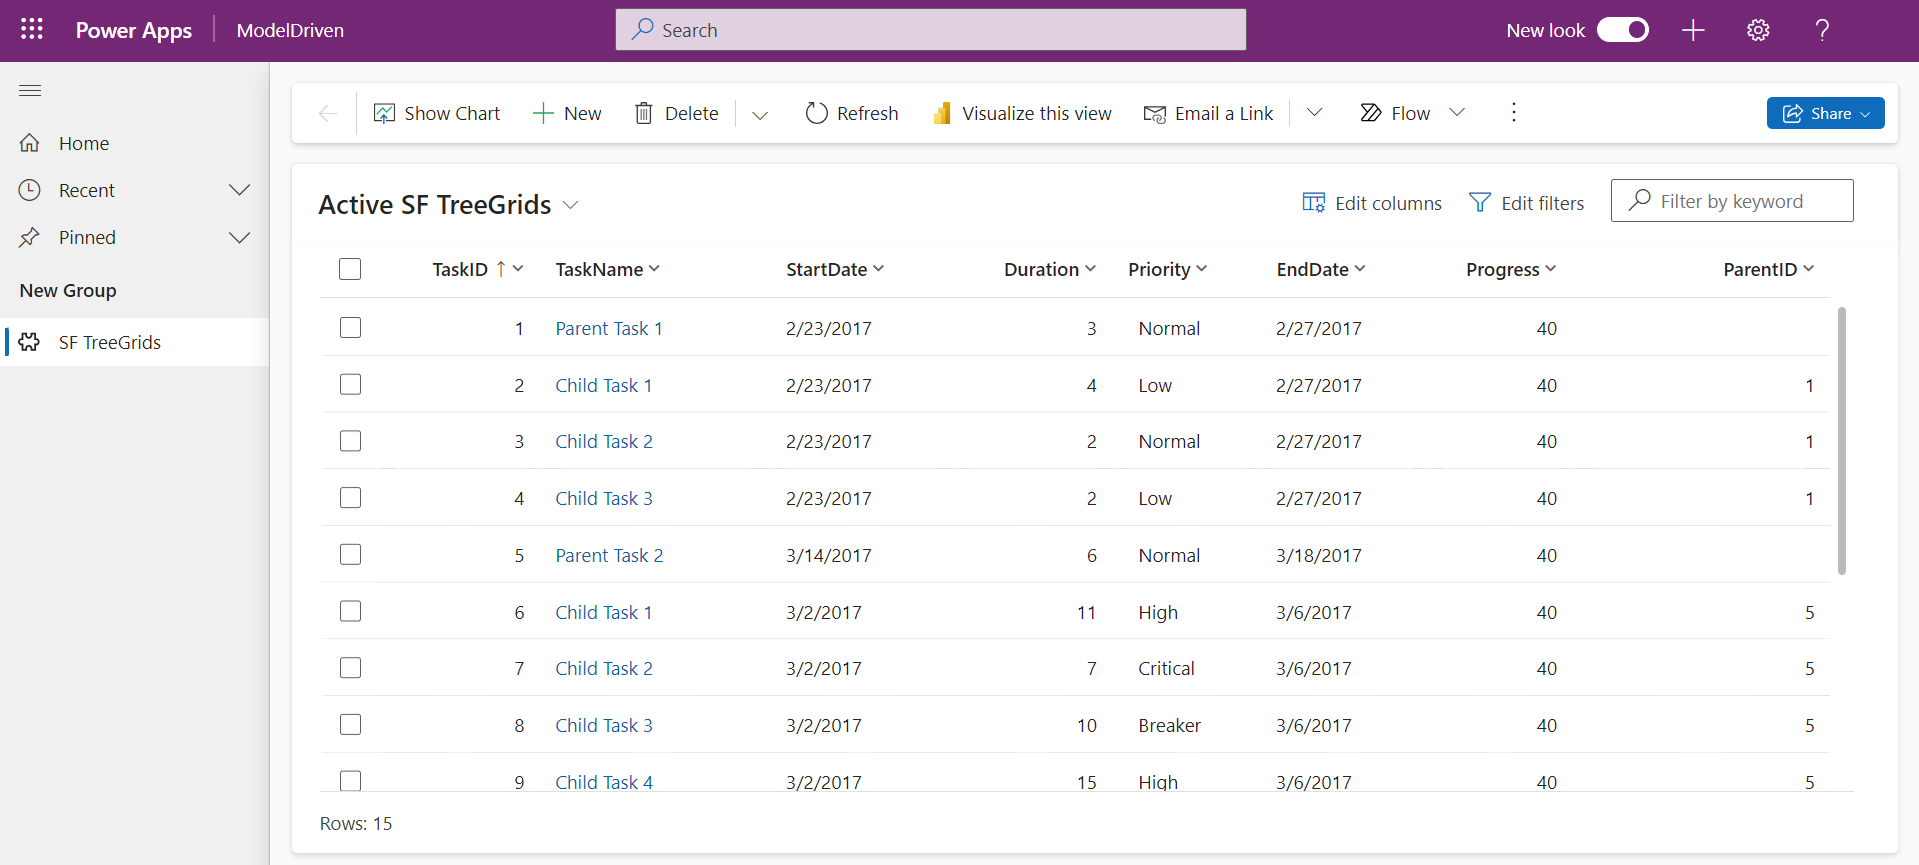 Power Apps ModelDriven Search New look
Show Chart New Delete Refresh Visualize this view Email a Link Flow Share
Home
Recent
Pinned
New Group
SF TreeGrids
Active SF TreeGrids Edit columns Edit filters Filter by keyword
TaskID TaskName StartDate Duration Priority EndDate Progress ParentID
1 Parent Task 1 2/23/2017 3 Normal 2/27/2017 40
2 Child Task 1 2/23/2017 4 Low 2/27/2017 40 1
3 Child Task 2 2/23/2017 2 Normal 2/27/2017 40 1
4 Child Task 3 2/23/2017 2 Low 2/27/2017 40 1
5 Parent Task 2 3/14/2017 6 Normal 3/18/2017 40
6 Child Task 1 3/2/2017 11 High 3/6/2017 40 5
7 Child Task 2 3/2/2017 7 Critical 3/6/2017 40 5
8 Child Task 3 3/2/2017 10 Breaker 3/6/2017 40 5
9 Child Task 4 3/2/2017 15 High 3/6/2017 40 5
Rows: 15